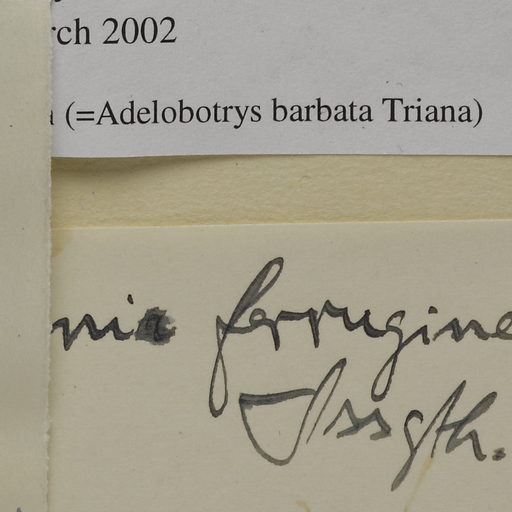 rch 2002
(=Adelobotrys barbata Triana)
nia ferrugine